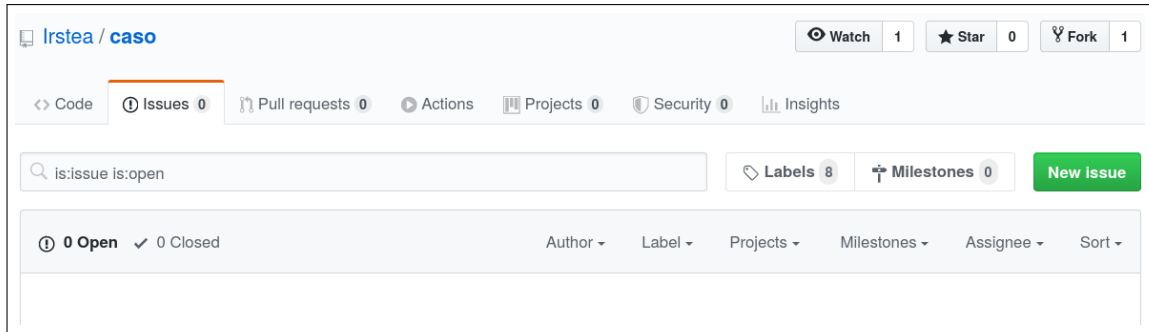 Irstea / caso Watch 1 Star 0 Fork 1
Code Issues 0 Pull requests 0 Actions Projects 0 Security 0 Insights
is:issue is:open Labels 8 Milestones 0 New issue
0 Open 0 Closed Author Label Projects Milestones Assignee Sort